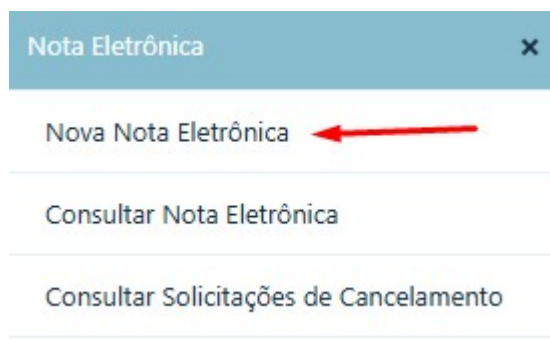 Nota Eletrônica
Nova Nota Eletrônica
Consultar Nota Eletrônica
Consultar Solicitações de Cancelamento